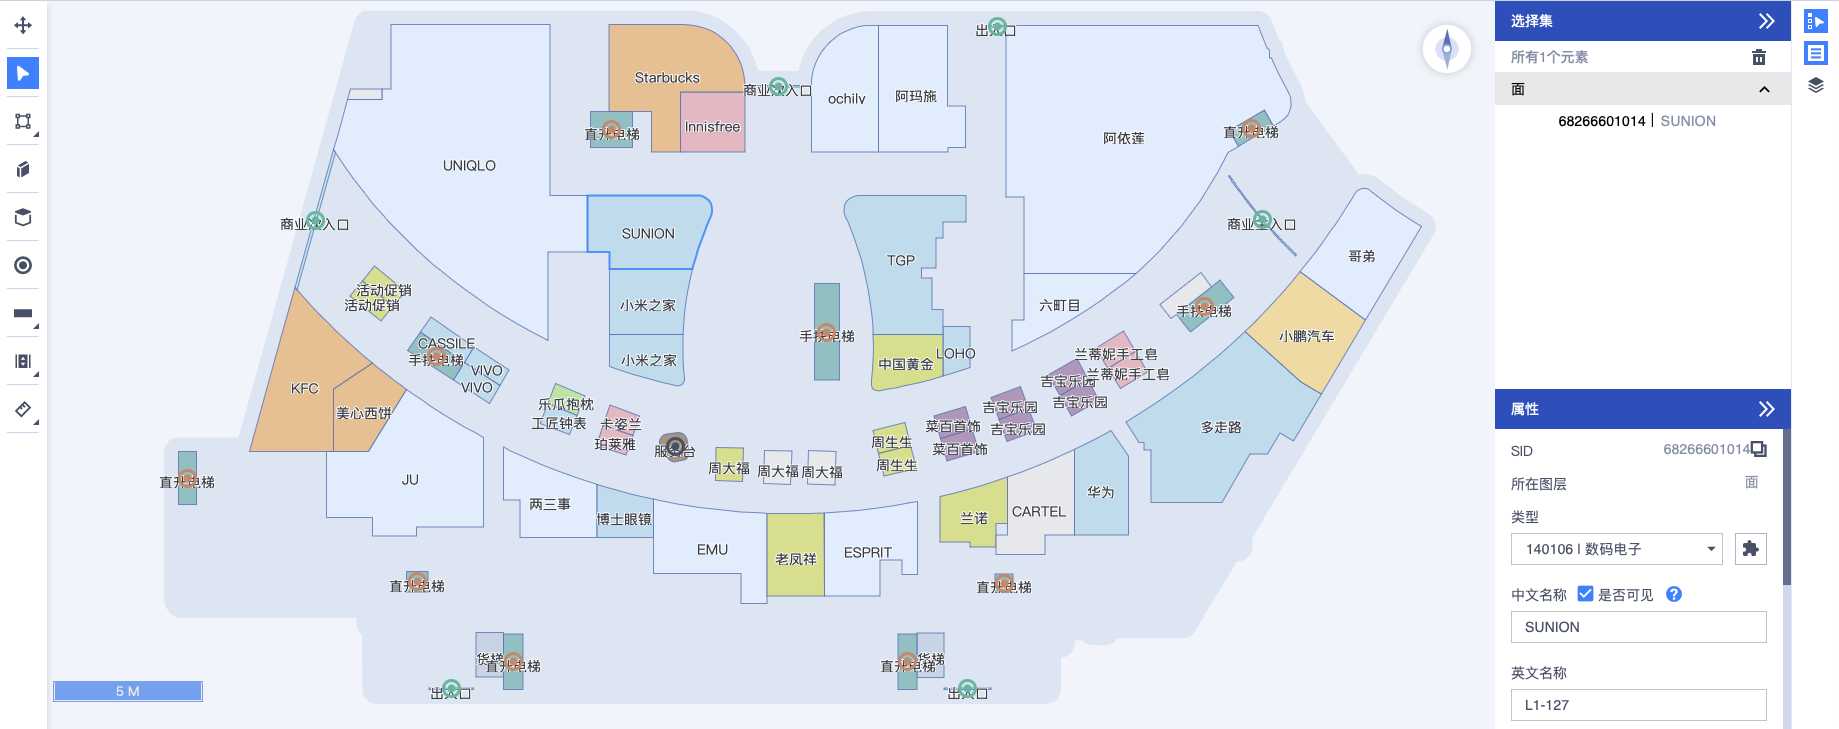 出入口
选择集
所有1个元素
Starbucks
商业次入口
ochilv
阿玛施
面
Innisfree
直升电梯
直升电梯
阿依莲
68266601014 | SUNION
UNIQLO
商业次入口
商业主入口
SUNION
哥弟
TGP
活动促销
活动促销
小米之家
六町目
手扶电梯
手扶电梯
小鹏汽车
CASSILE
手扶电梯
小米之家
中国黄金
LOHO
兰蒂妮手工皂
兰蒂妮手工皂
VIVO
VIVO
KFC
吉宝乐园
吉宝乐园
美心西饼
乐瓜抱枕
工匠钟表
卡姿兰
珀莱雅
吉宝乐园
吉宝乐园
菜百首饰
菜百首饰
多走路
属性
服务台
周生生
周生生
周大福
周大福
周大福
SID
68266601014
直升电梯
JU
所在图层
面
华为
两三事
博士眼镜
兰诺
CARTEL
类型
140106 | 数码电子
EMU
老凤祥
ESPRIT
直升电梯
直升电梯
中文名称
是否可见
?
SUNION
货梯
直升电梯
直升电梯
货梯
英文名称
5 M
出入口
出入口
L1-127